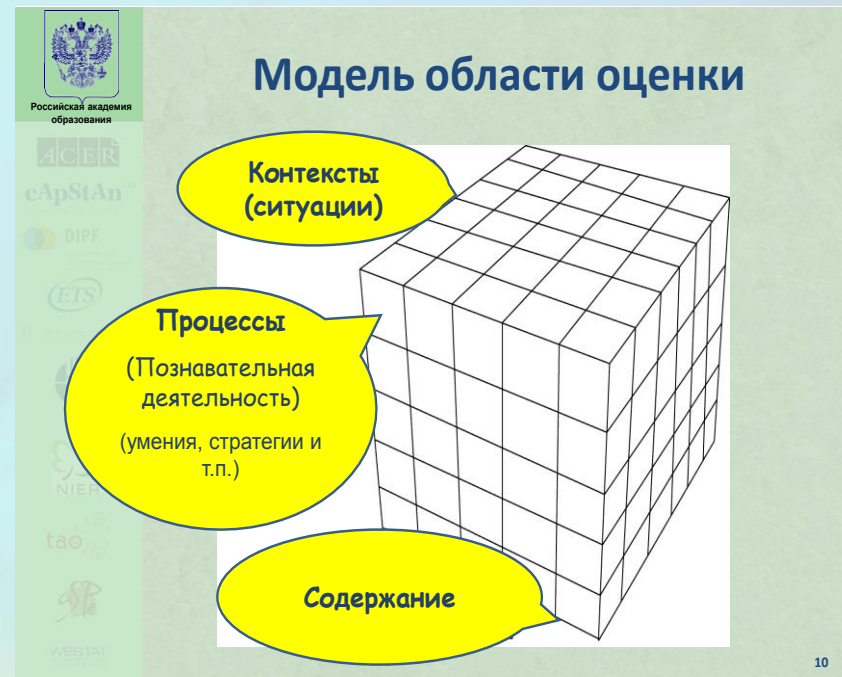 Российская академия
образования
Модель области оценки
ACER
cApStAn
DIPF
ETS
NIER
tao
WESTAT
Контексты
(ситуации)
Процессы
(Познавательная
деятельность)
(умения, стратегии и
т.п.)
Содержание
10